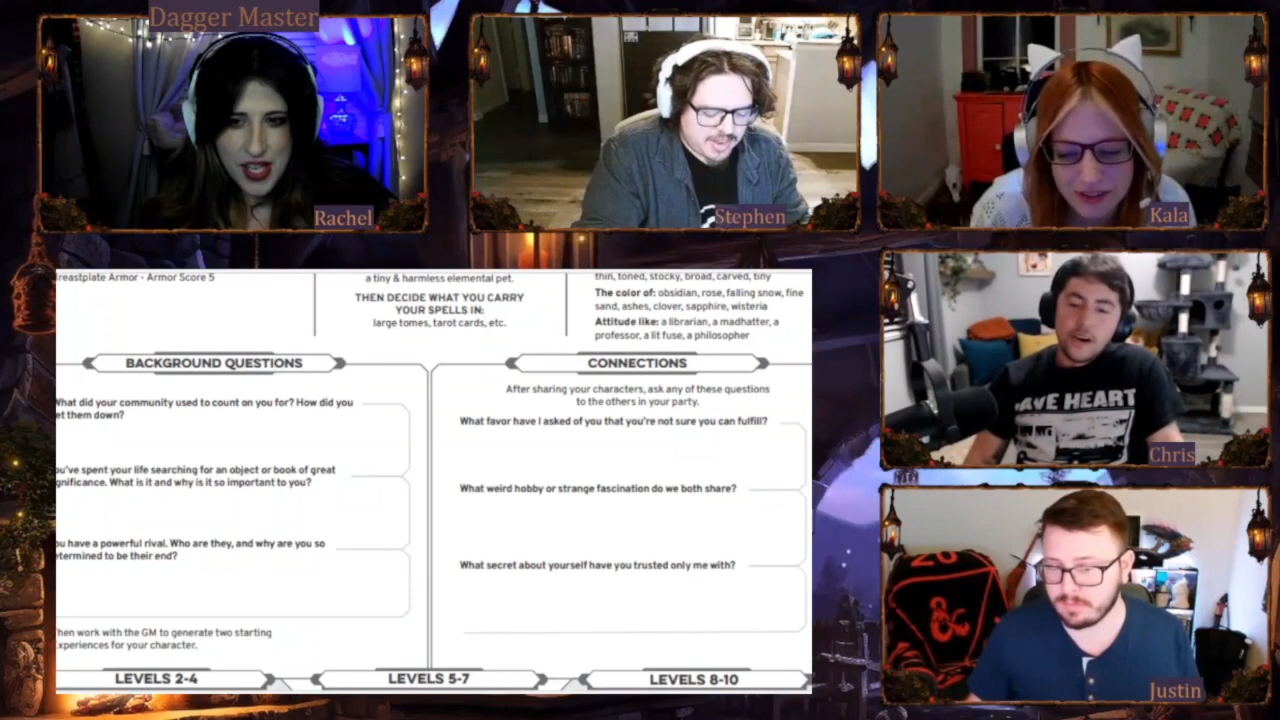 Dagger Master
Rachel
Stephen
Kala
Breastplate Armor - Armor Score 5
a tiny & harmless elemental pet.
THEN DECIDE WHAT YOU CARRY
YOUR SPELLS IN:
large tomes, tarot cards, etc.
thin, toned, stocky, broad, carved, tiny
The color of: obsidian, rose, falling snow, fine
sand, ashes, clover, sapphire, wisteria
Attitude like: a librarian, a madhatter, a
professor, a lit fuse, a philosopher
BACKGROUND QUESTIONS
What did your community used to count on you for? How did you
et them down?
ou've spent your life searching for an object or book of great
gnificance. What is it and why is it so important to you?
ou have a powerful rival. Who are they, and why are you so
etermined to be their end?
hen work with the GM to generate two starting
xperiences for your character.
CONNECTIONS
After sharing your characters, ask any of these questions
to the others in your party.
What favor have I asked of you that you're not sure you can fulfill?
What weird hobby or strange fascination do we both share?
What secret about yourself have you trusted only me with?
LEVELS 2-4
LEVELS 5-7
LEVELS 8-10
AVE HEART
Chris
20
&
Justin